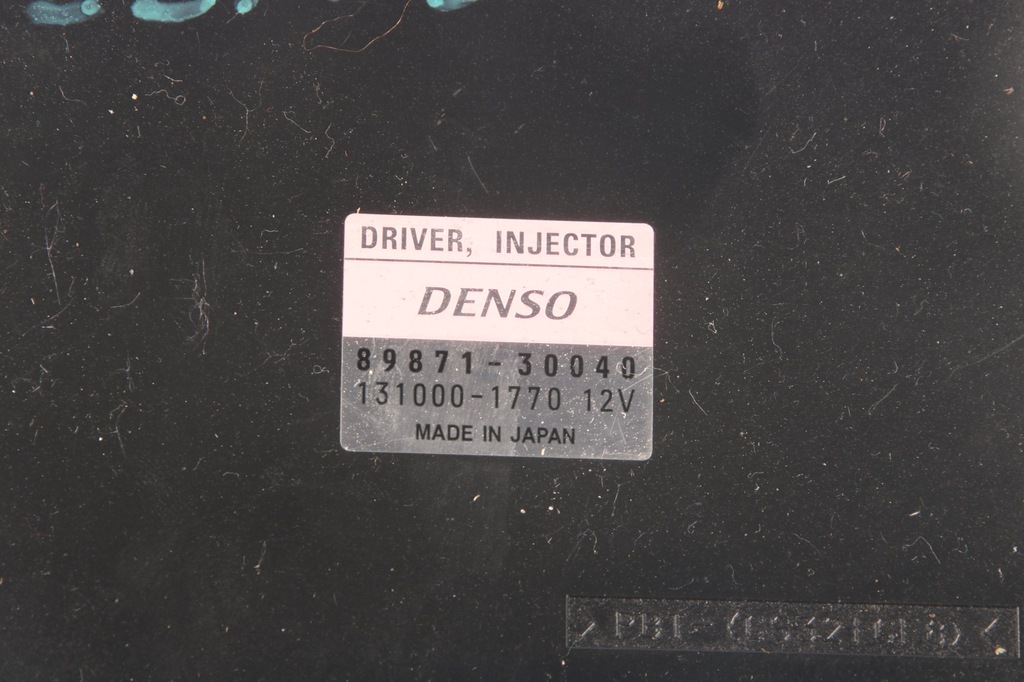 DRIVER, INJECTOR
DENSO
89871-30040
131000-1770 12V
MADE IN JAPAN